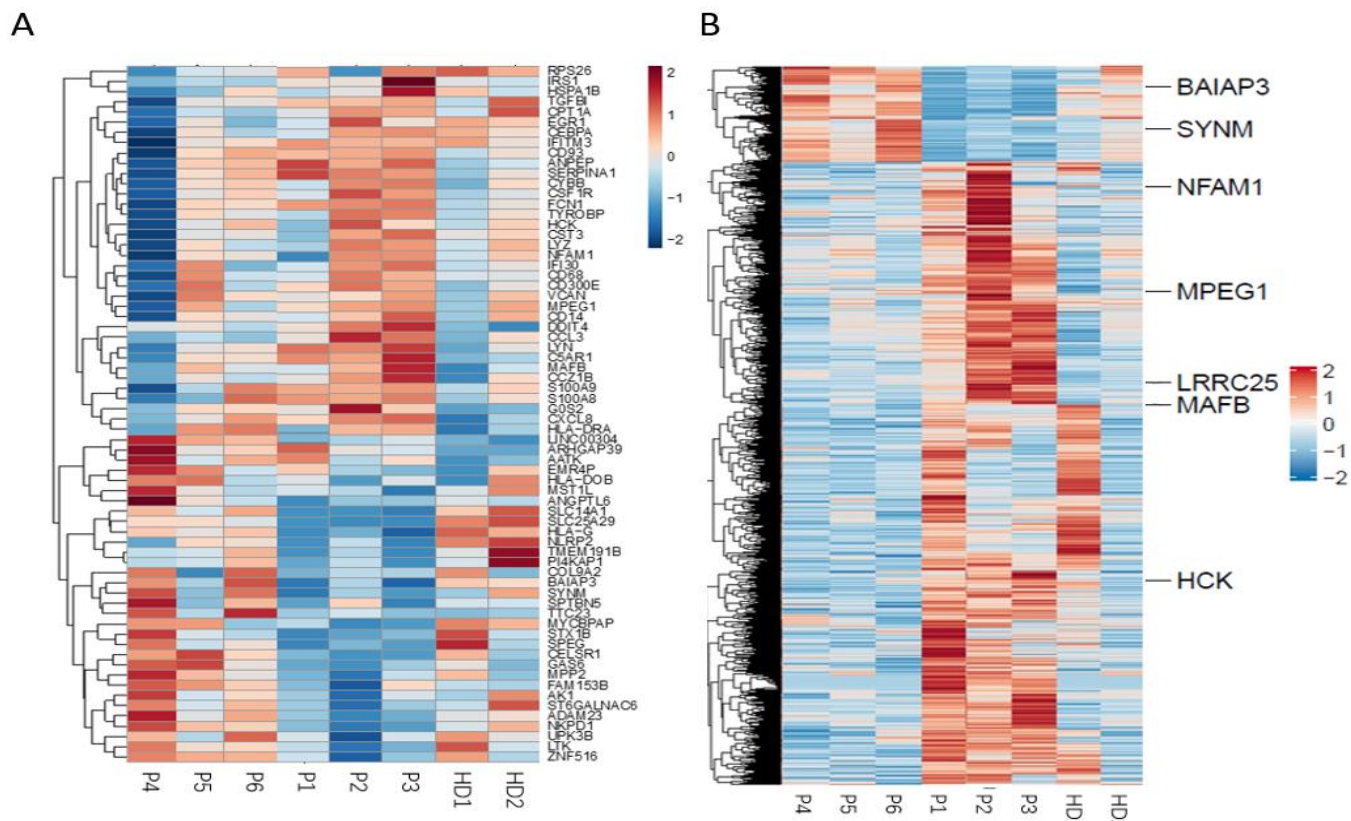 A
B
RPS26
IRS1
HSPA1B
TGFBI
CPT1A
EGR1
CEBPA
IFITM3
CD93
ANPEP
SERPINA1
CYBB
CSF1R
FCN1
TYROBP
HCK
CST3
LYZ
NFAM1
IFI30
CD68
CD300E
VCAN
MPEG1
CD14
DDIT4
CCL3
LYN
C5AR1
MAFB
CCZ1B
S100A9
S100A8
G0S2
CXCL8
HLA-DRA
LINC00304
ARHGAP39
AATK
EMR4P
HLA-DOB
MST1L
ANGPTL6
SLC14A1
SLC25A29
HLA-G
NLRP2
TMEM191B
PI4KAP1
COL9A2
BAIAP3
SYNM
SPTBN5
TTC23
MYCBPAP
STX1B
SPEG
CELSR1
GAS6
MPP2
FAM153B
AK1
ST6GALNAC6
ADAM23
NKPD1
UPK3B
LTK
ZNF516
P4 P5 P6 P1 P2 P3 HD1 HD2
2
1
0
-1
-2
BAIAP3
SYNM
NFAM1
MPEG1
LRRC25
MAFB
HCK
P4 P5 P6 P1 P2 P3 HD HD
2
1
0
-1
-2